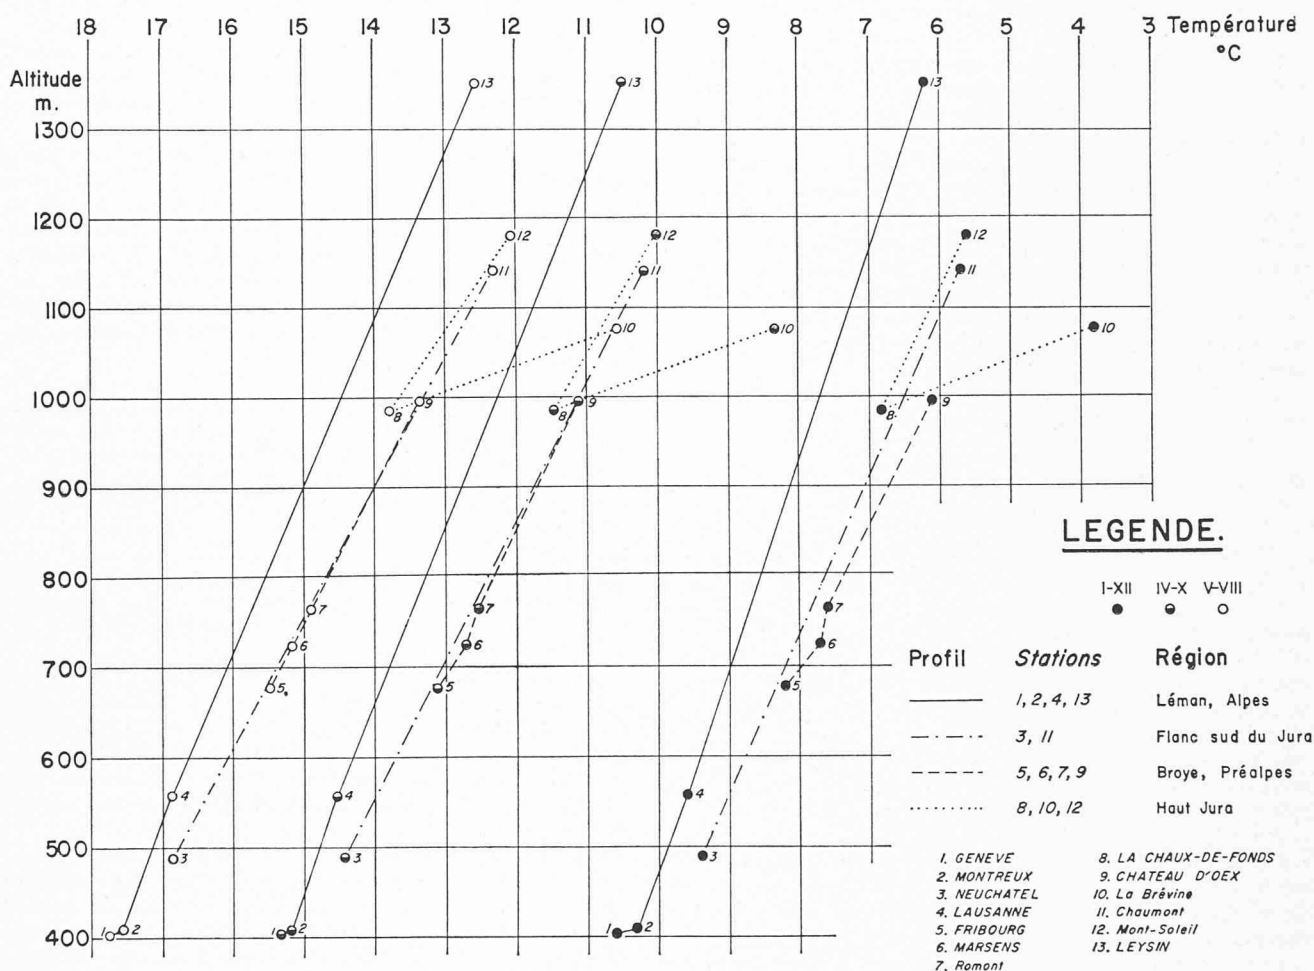 18 17 16 15 14 13 12 11 10 9 8 7 6 5 4 3 Température
°C
Altitude
m.
13 13 13
1300
1200
12 12 12
11 11 11
1100
10 10 10
1000
9 9 9
8 8 8
900
LEGENDE.
800
I-XII IV-X V-VIII
7 7 7
6 6 6
700
5 5 5
Profil Stations Région
1, 2, 4, 13 Léman, Alpes
3, 11 Flanc sud du Jura
600
5, 6, 7, 9 Broye, Préalpes
4 4 4
8, 10, 12 Haut Jura
500
3 3 3
1. GENEVE
2. MONTREUX
3. NEUCHATEL
4. LAUSANNE
5. FRIBOURG
6. MARSENS
7. Romont
8. LA CHAUX-DE-FONDS
9. CHATEAU D'OEX
10. La Brévine
11. Chaumont
12. Mont-Soleil
13. LEYSIN
400
1 2 1 2 1 2